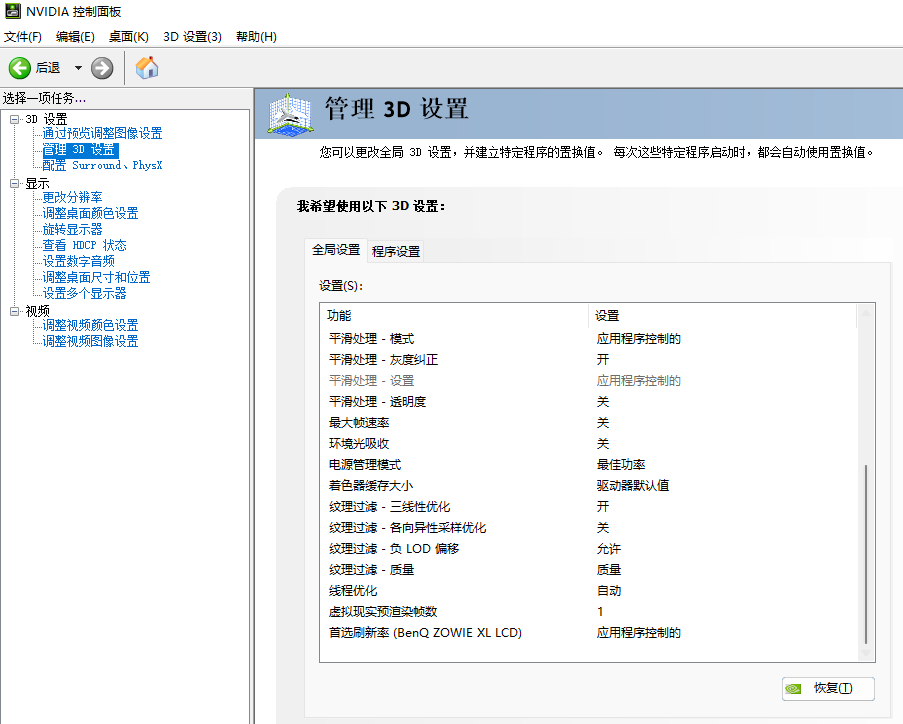 NVIDIA 控制面板
文件(F) 编辑(E) 桌面(K) 3D 设置(3) 帮助(H)
后退
选择一项任务...
3D 设置
通过预览调整图像设置
管理 3D 设置
配置 Surround、PhysX
显示
更改分辨率
调整桌面颜色设置
旋转显示器
查看 HDCP 状态
设置数字音频
调整桌面尺寸和位置
设置多个显示器
视频
调整视频颜色设置
调整视频图像设置
管理 3D 设置
您可以更改全局 3D 设置，并建立特定程序的置换值。 每次这些特定程序启动时，都会自动使用置换值。
我希望使用以下 3D 设置:
全局设置 程序设置
设置(S):
功能 设置
平滑处理 - 模式 应用程序控制的
平滑处理 - 灰度纠正 开
平滑处理 - 设置 应用程序控制的
平滑处理 - 透明度 关
最大帧速率 关
环境光吸收 关
电源管理模式 最佳功率
着色器缓存大小 驱动器默认值
纹理过滤 - 三线性优化 开
纹理过滤 - 各向异性采样优化 关
纹理过滤 - 负 LOD 偏移 允许
纹理过滤 - 质量 质量
线程优化 自动
虚拟现实预渲染帧数 1
首选刷新率 (BenQ ZOWIE XL LCD) 应用程序控制的
恢复(T)